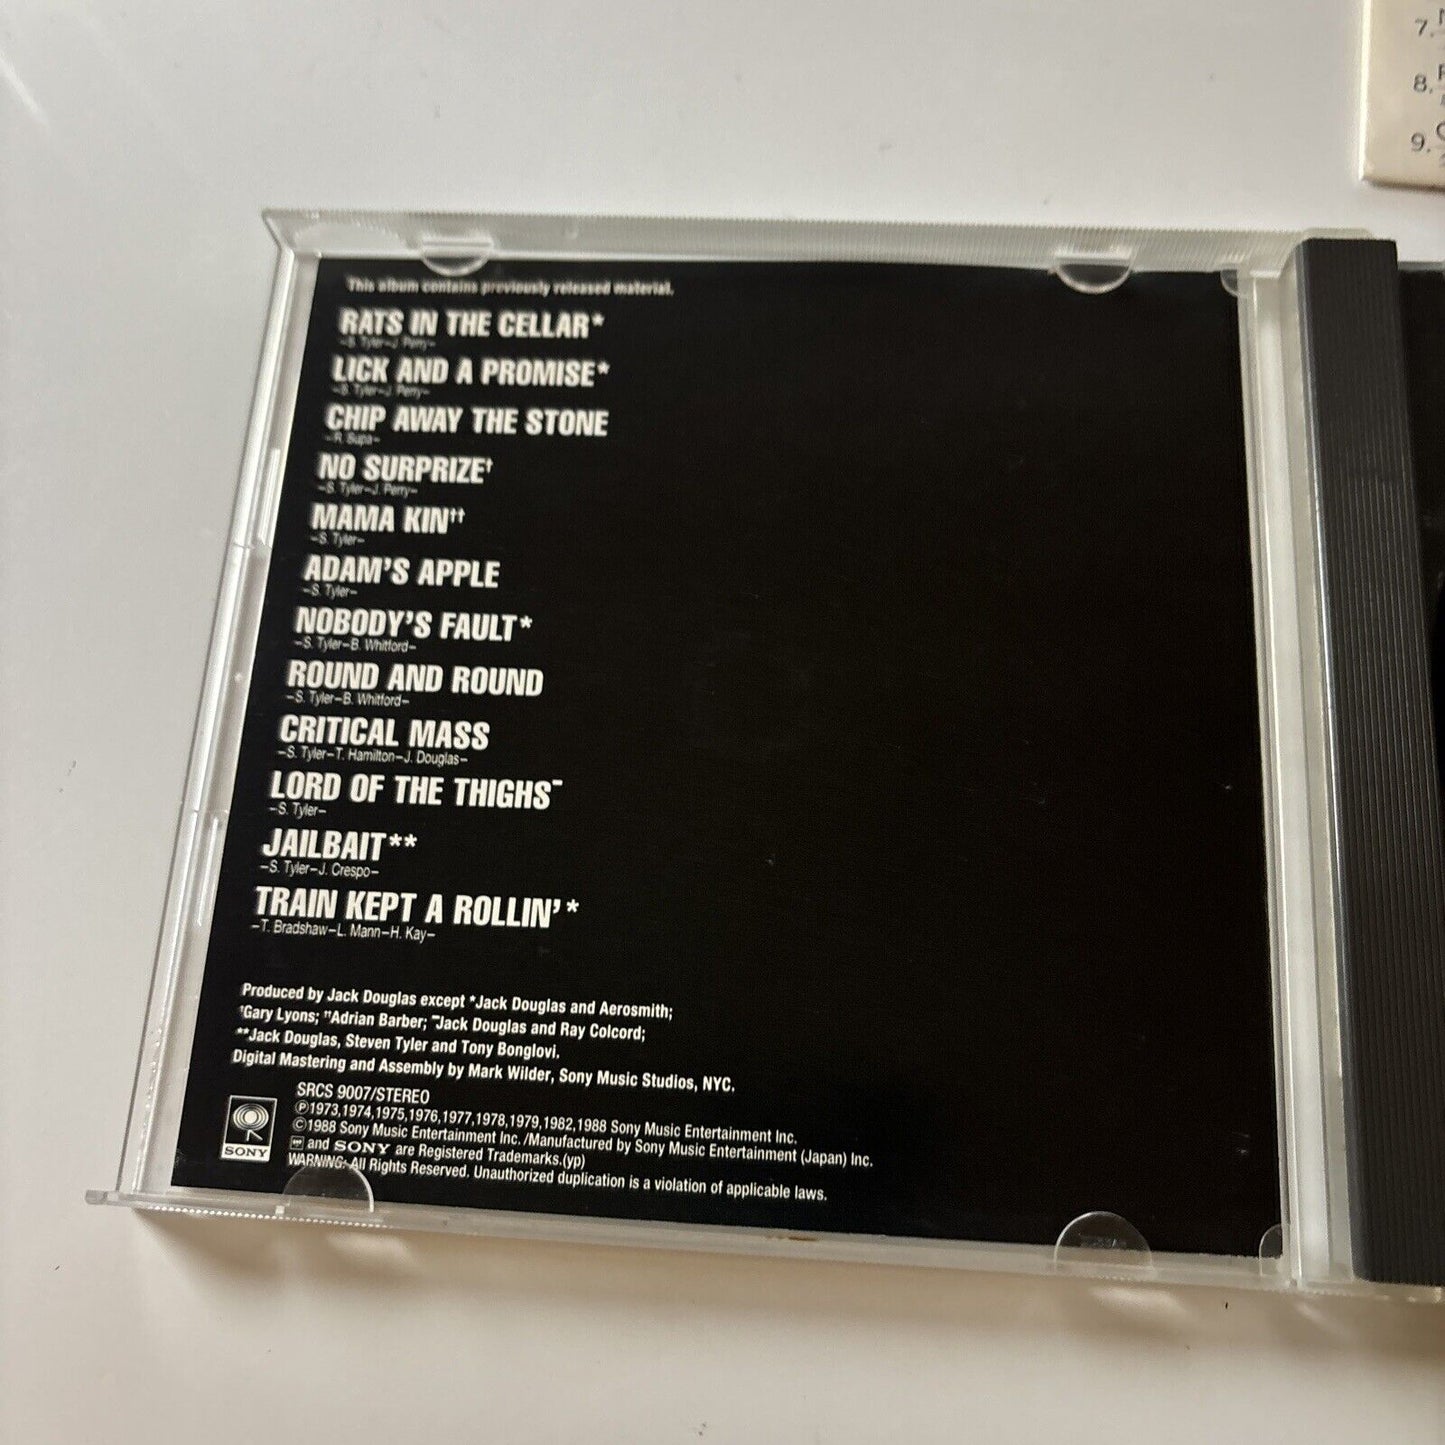 7.
8.
9.
This album contains previously released material.
RATS IN THE CELLAR*
–S. Tyler–J. Perry–
LICK AND A PROMISE*
–S. Tyler–J. Perry–
CHIP AWAY THE STONE
–R. Supa–
NO SURPRIZE†
–S. Tyler–J. Perry–
MAMA KIN††
–S. Tyler–
ADAM'S APPLE
–S. Tyler–
NOBODY'S FAULT*
–S. Tyler–B. Whitford–
ROUND AND ROUND
–S. Tyler–B. Whitford–
CRITICAL MASS
–S. Tyler–T. Hamilton–J. Douglas–
LORD OF THE THIGHS‾
–S. Tyler–
JAILBAIT**
–S. Tyler–J. Crespo–
TRAIN KEPT A ROLLIN'*
–T. Bradshaw–L. Mann–H. Kay–
Produced by Jack Douglas except *Jack Douglas and Aerosmith;
†Gary Lyons; ††Adrian Barber; ‾Jack Douglas and Ray Colcord;
**Jack Douglas, Steven Tyler and Tony Bonglovi.
Digital Mastering and Assembly by Mark Wilder, Sony Music Studios, NYC.
SRCS 9007/STEREO
℗1973,1974,1975,1976,1977,1978,1979,1982,1988 Sony Music Entertainment Inc.
©1988 Sony Music Entertainment Inc. /Manufactured by Sony Music Entertainment (Japan) Inc.
and SONY are Registered Trademarks.(yp)
WARNING: All Rights Reserved. Unauthorized duplication is a violation of applicable laws.
SONY